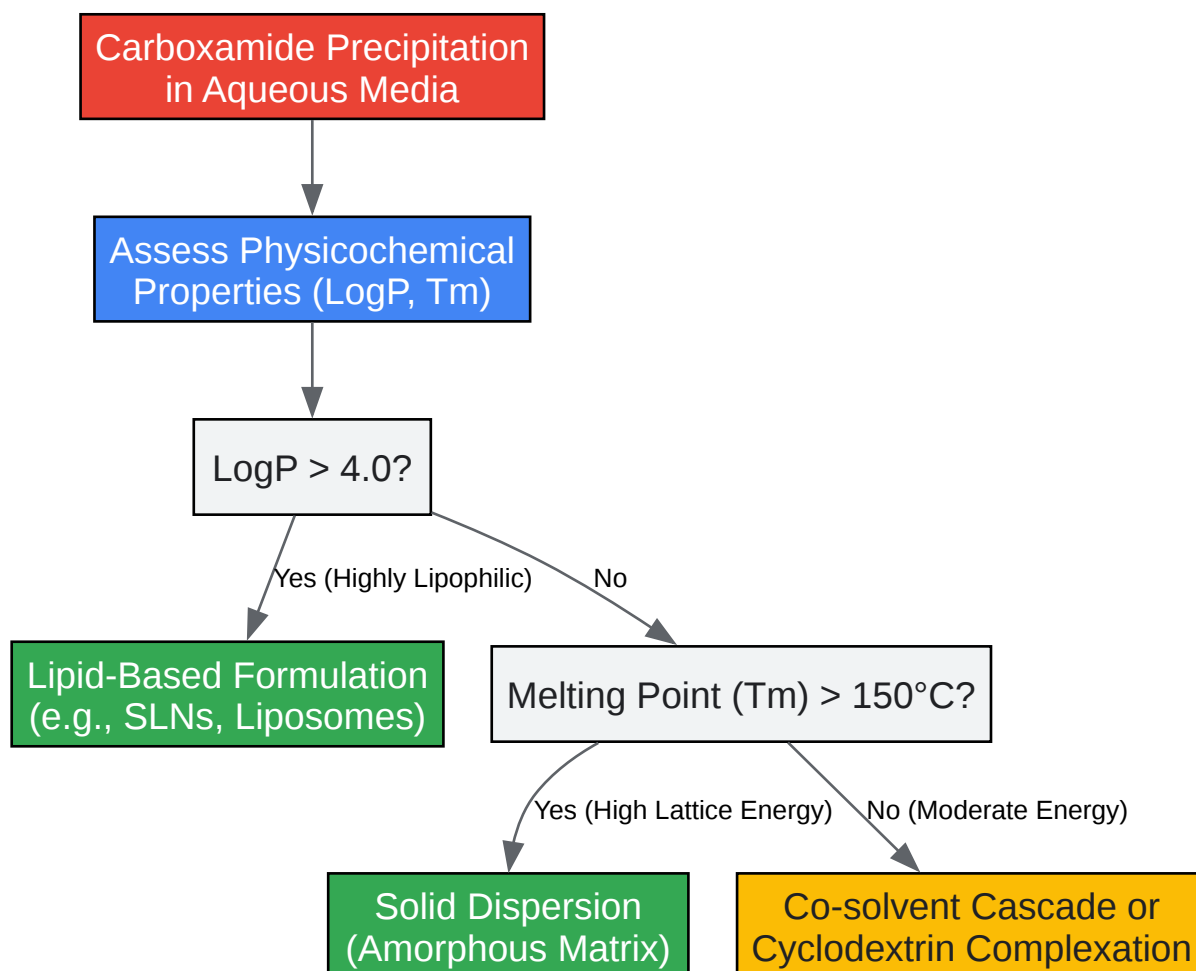 Carboxamide Precipitation
in Aqueous Media
Assess Physicochemical
Properties (LogP, Tm)
LogP > 4.0?
Yes (Highly Lipophilic)
No
Lipid-Based Formulation
(e.g., SLNs, Liposomes)
Melting Point (Tm) > 150°C?
Yes (High Lattice Energy)
No (Moderate Energy)
Solid Dispersion
(Amorphous Matrix)
Co-solvent Cascade or
Cyclodextrin Complexation